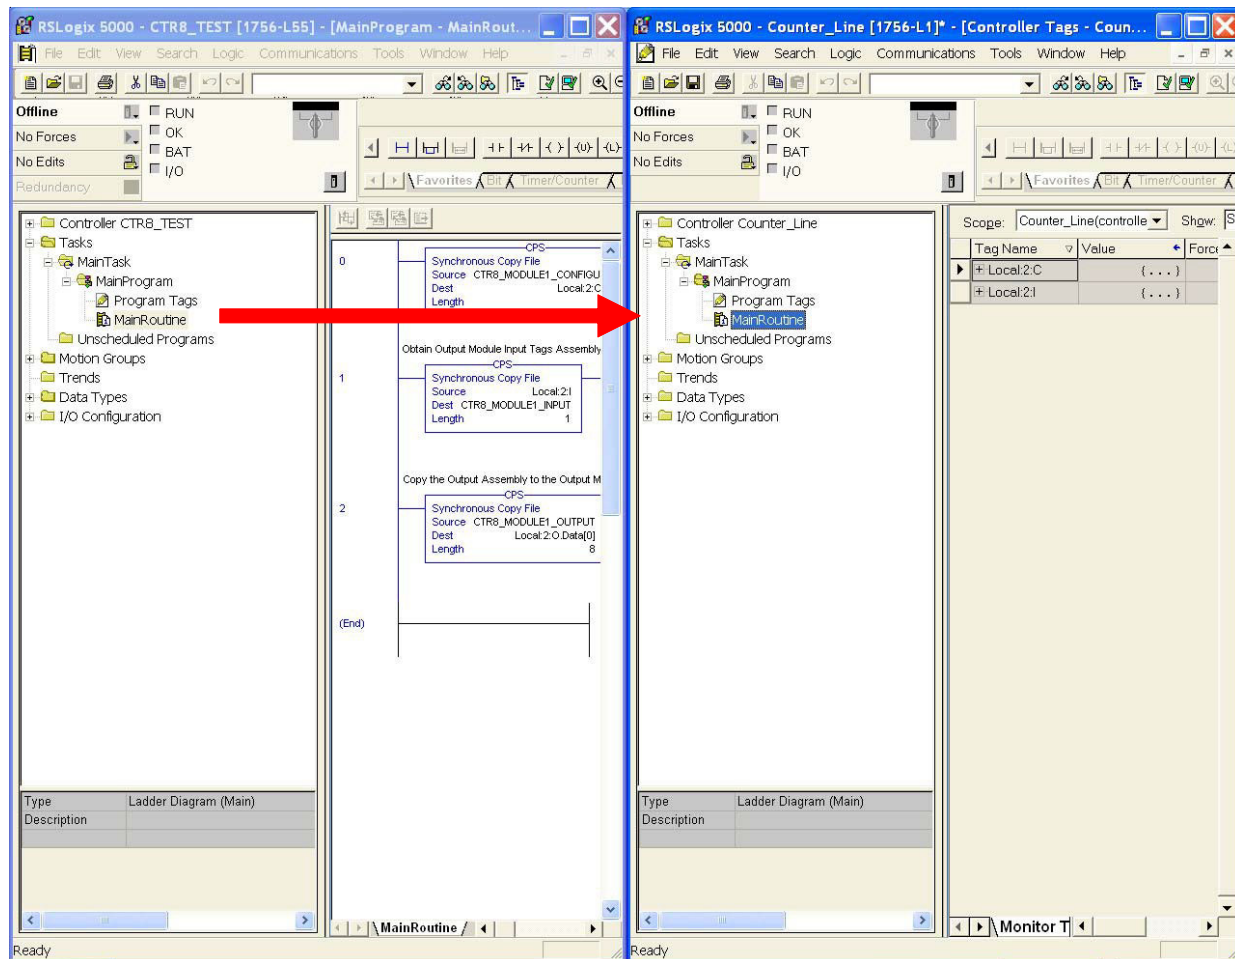 RSLogix 5000 - CTR8_TEST [1756-L55] - [MainProgram - MainRout...
File Edit View Search Logic Communications Tools Window Help
Offline
RUN
No Forces
OK
BAT
No Edits
I/O
Redundancy
Favorites Bit Timer/Counter
Controller CTR8_TEST
Tasks
MainTask
MainProgram
Program Tags
MainRoutine
Unscheduled Programs
Motion Groups
Trends
Data Types
I/O Configuration
Type Ladder Diagram (Main)
Description
CPS
0 Synchronous Copy File
Source CTR8_MODULE1_CONFIGU
Dest Local:2:C
Length
Obtain Output Module Input Tags Assembly
CPS
1 Synchronous Copy File
Source Local:2:I
Dest CTR8_MODULE1_INPUT
Length 1
Copy the Output Assembly to the Output M
CPS
2 Synchronous Copy File
Source CTR8_MODULE1_OUTPUT
Dest Local:2:O.Data[0]
Length 8
(End)
MainRoutine
Ready
RSLogix 5000 - Counter_Line [1756-L1]* - [Controller Tags - Coun...
File Edit View Search Logic Communications Tools Window Help
Offline
RUN
No Forces
OK
BAT
No Edits
I/O
Favorites Bit Timer/Counter
Controller Counter_Line
Tasks
MainTask
MainProgram
Program Tags
MainRoutine
Unscheduled Programs
Motion Groups
Trends
Data Types
I/O Configuration
Type Ladder Diagram (Main)
Description
Scope: Counter_Line(controlle Show: S
Tag Name Value Force
Local:2:C {...}
Local:2:I {...}
Monitor T
Ready